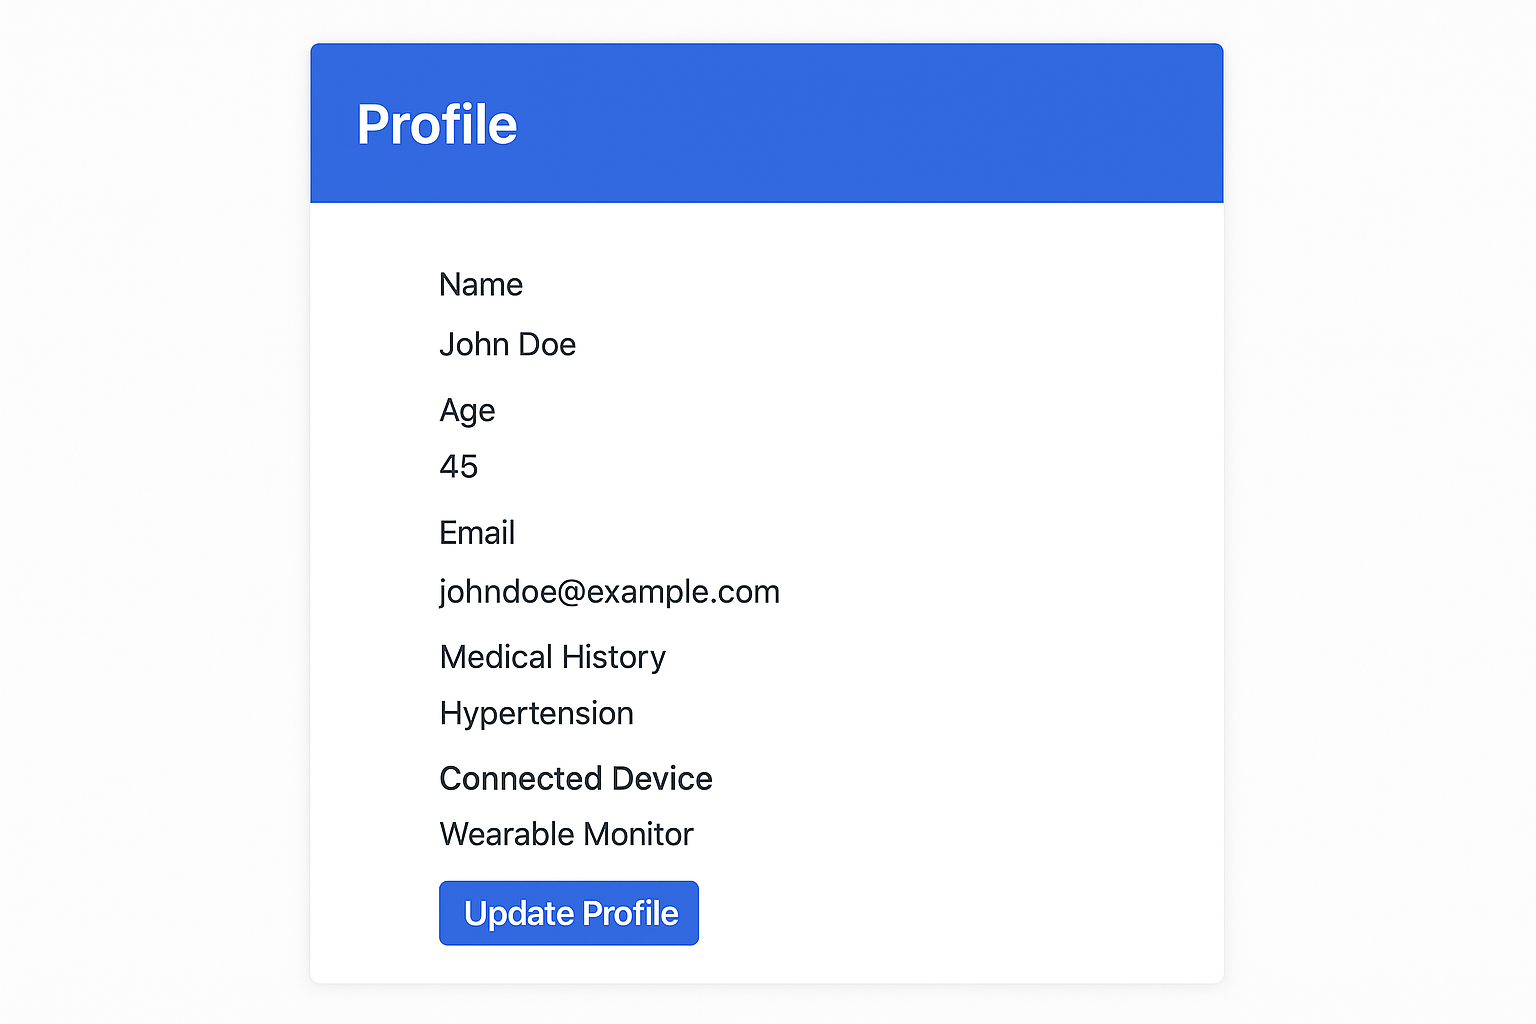 Profile
Name
John Doe
Age
45
Email
johndoe@example.com
Medical History
Hypertension
Connected Device
Wearable Monitor
Update Profile